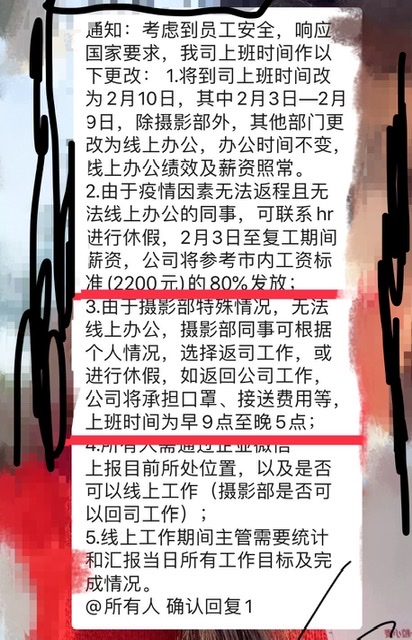 通知：考虑到员工安全，响应
国家要求，我司上班时间作以
下更改： 1.将到司上班时间改
为2月10日，其中2月3日—2月
9日，除摄影部外，其他部门更
改为线上办公，办公时间不变，
线上办公绩效及薪资照常。
2.由于疫情因素无法返程且无
法线上办公的同事，可联系hr
进行休假，2月3日至复工期间
薪资，公司将参考市内工资标
准(2200元)的80%发放；
3.由于摄影部特殊情况，无法
线上办公，摄影部同事可根据
个人情况，选择返司工作，或
进行休假，如返回公司工作，
公司将承担口罩、接送费用等，
上班时间为早9点至晚5点；
4.所有人需通过企业微信
上报目前所处位置，以及是否
可以线上工作（摄影部是否可
以回司工作）；
5.线上工作期间主管需要统计
和汇报当日所有工作目标及完
成情况。
@所有人 确认回复1